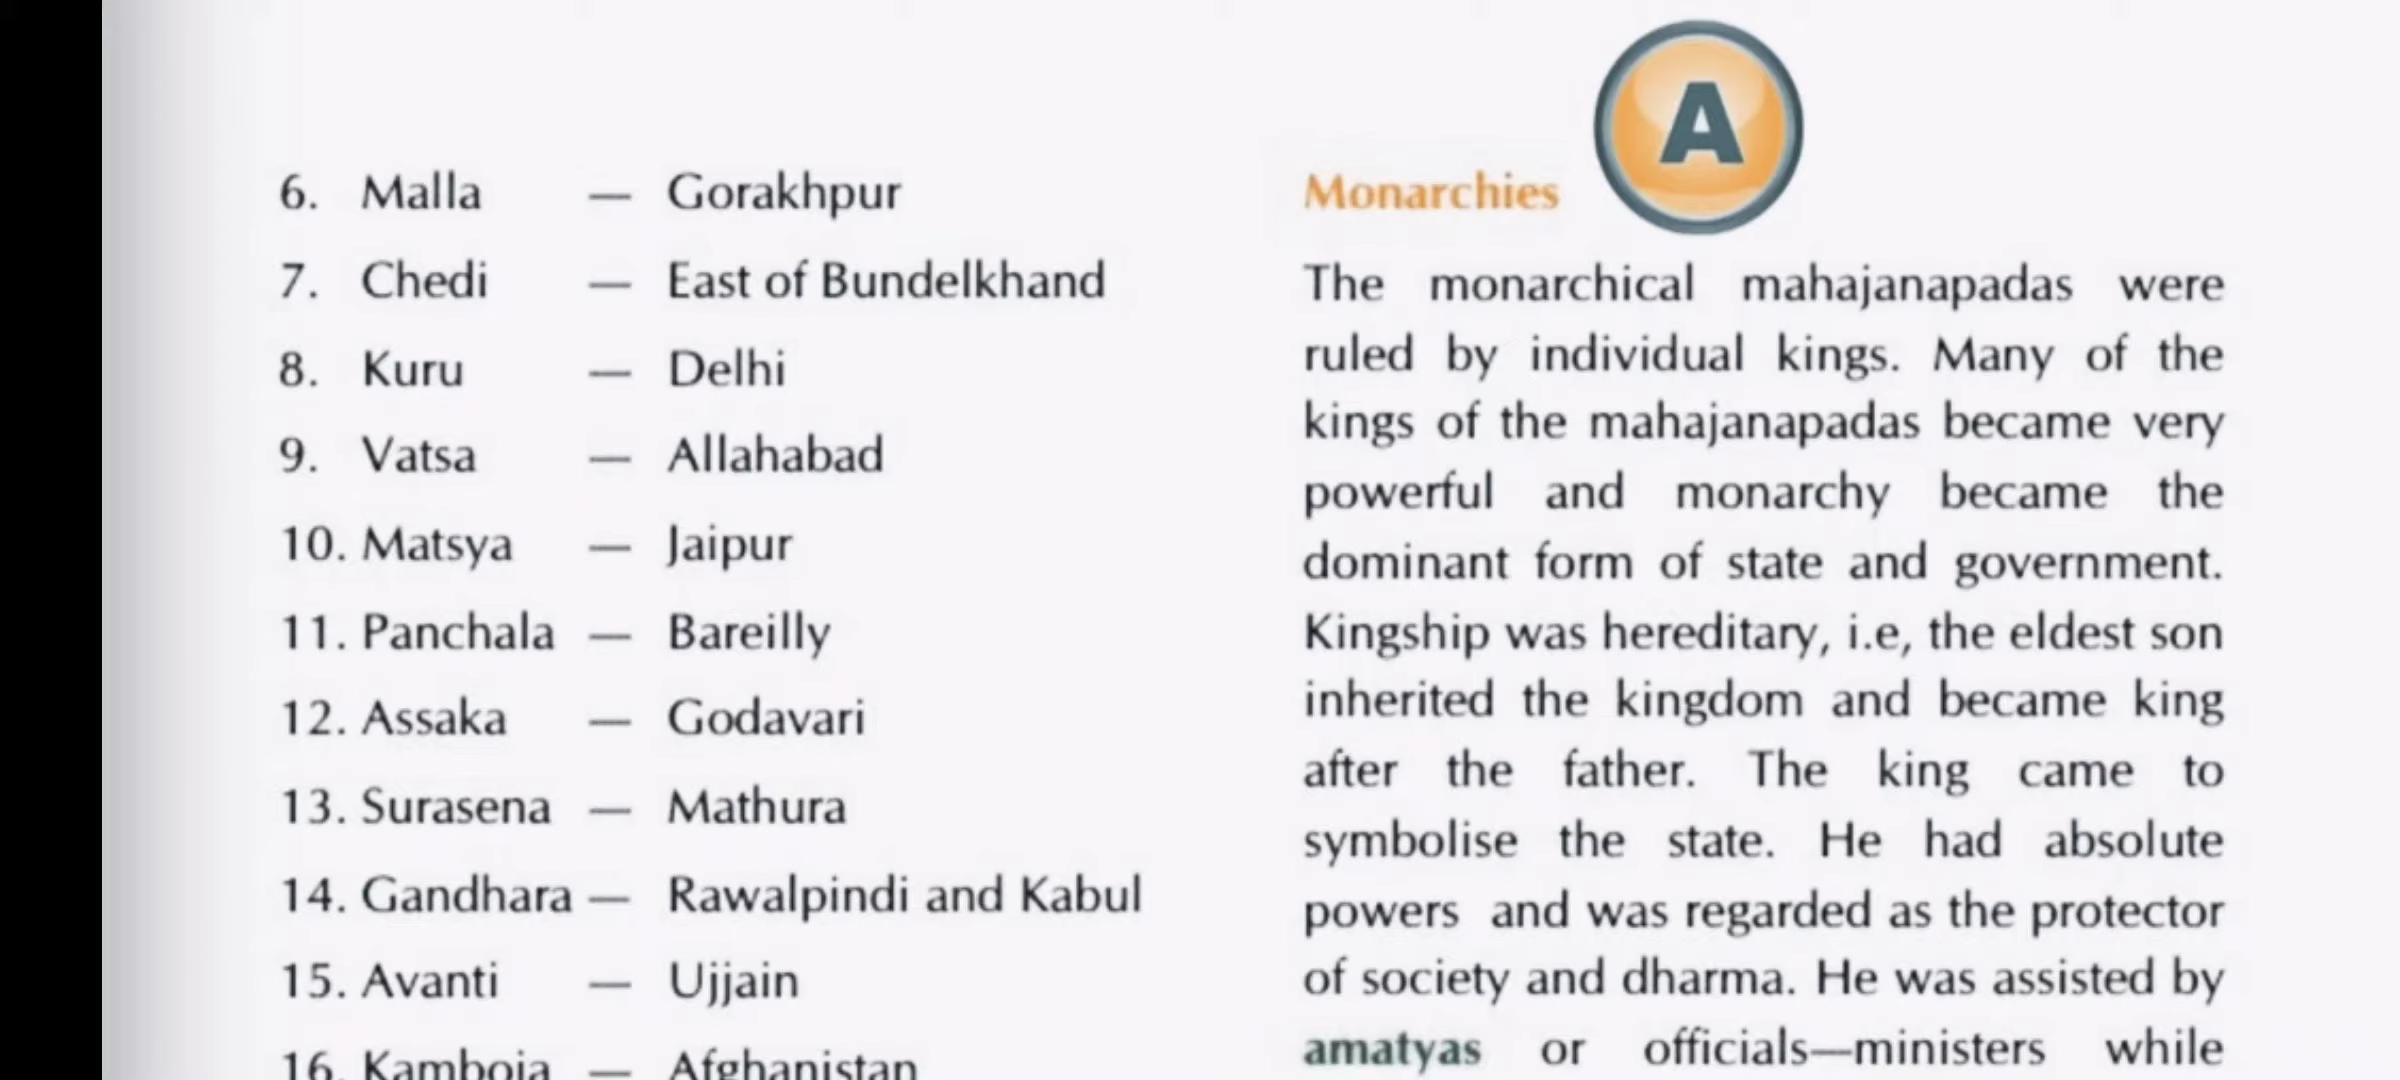 6. Malla — Gorakhpur
7. Chedi — East of Bundelkhand
8. Kuru — Delhi
9. Vatsa — Allahabad
10. Matsya — Jaipur
11. Panchala — Bareilly
12. Assaka — Godavari
13. Surasena — Mathura
14. Gandhara — Rawalpindi and Kabul
15. Avanti — Ujjain
16. Kamboja — Afghanistan
A
Monarchies
The monarchical mahajanapadas were
ruled by individual kings. Many of the
kings of the mahajanapadas became very
powerful and monarchy became the
dominant form of state and government.
Kingship was hereditary, i.e, the eldest son
inherited the kingdom and became king
after the father. The king came to
symbolise the state. He had absolute
powers and was regarded as the protector
of society and dharma. He was assisted by
amatyas or officials—ministers while